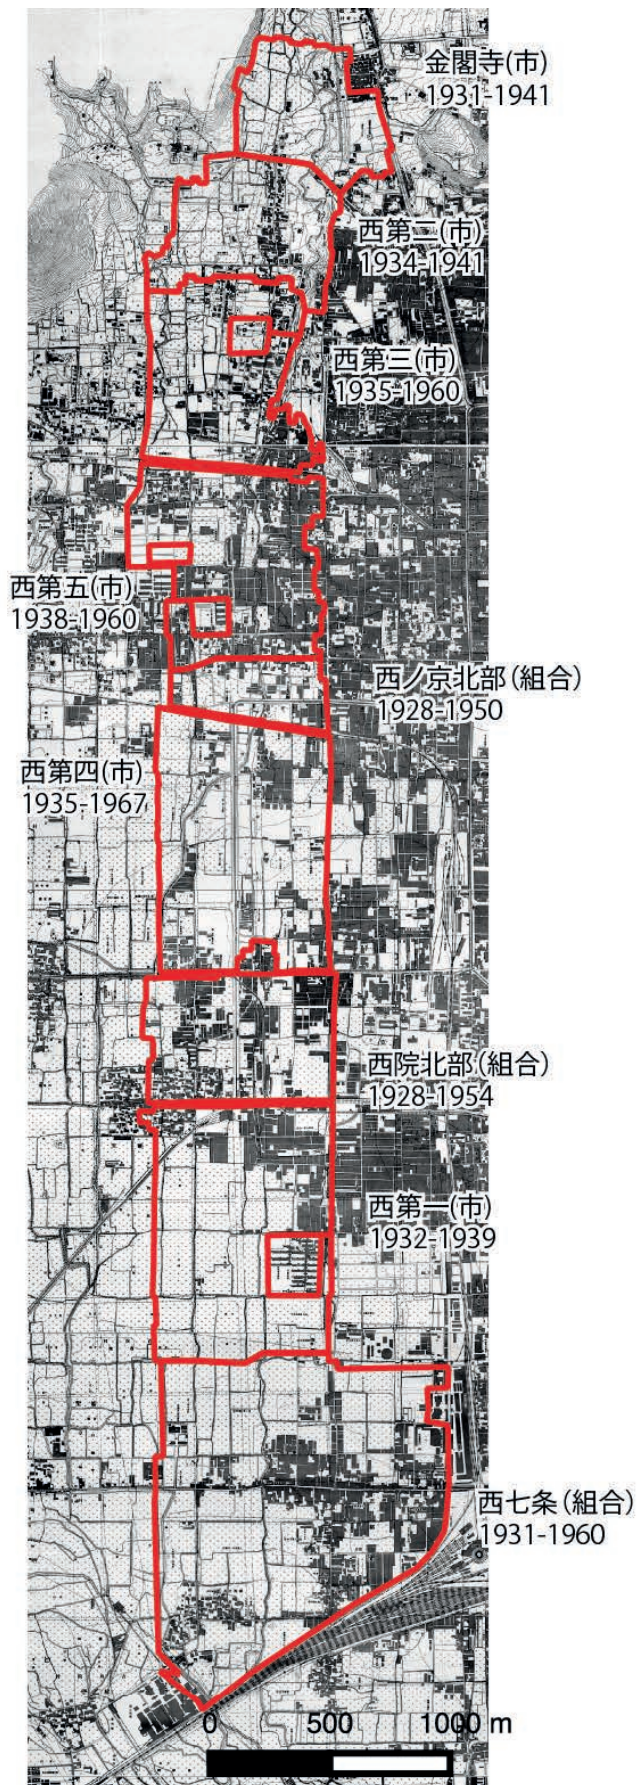 金閣寺(市)
1931-1941
西第二(市)
1934-1941
西第三(市)
1935-1960
西第五(市)
1938-1960
西ノ京北部(組合)
1928-1950
西第四(市)
1935-1967
西院北部(組合)
1928-1954
西第一(市)
1932-1939
西七条(組合)
1931-1960
0 500 1000 m